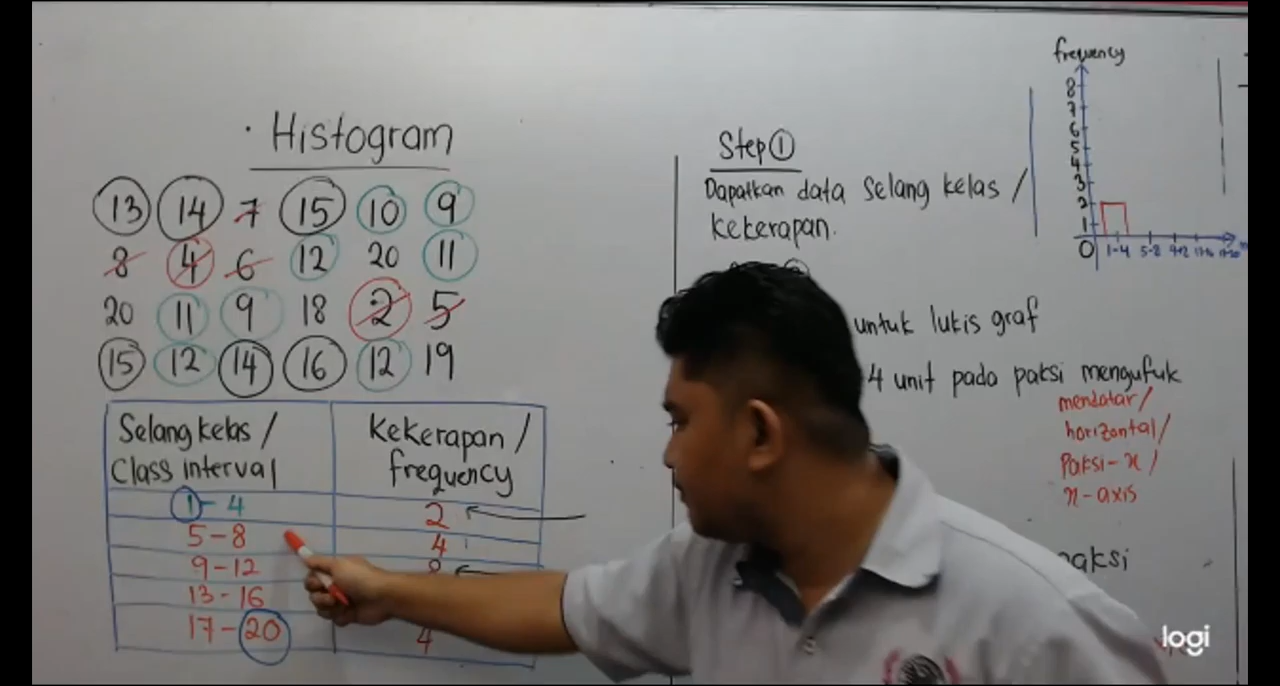 Histogram
13 14 7 15 10 9
8 4 6 12 20 11
20 11 9 18 2 5
15 12 14 16 12 19
Selang kelas / Kekerapan /
Class interval frequency
1 - 4 2
5 - 8 4
9 - 12 8
13 - 16
17 - 20 4
Step 1
Dapatkan data selang kelas /
kekerapan.
untuk lukis graf
4 unit pada paksi mengufuk
mendatar/
horizontal/
paksi-x/
x-axis
paksi
frequency
8
7
6
5
4
3
2
1
0 1-4 5-8 9-12
logi